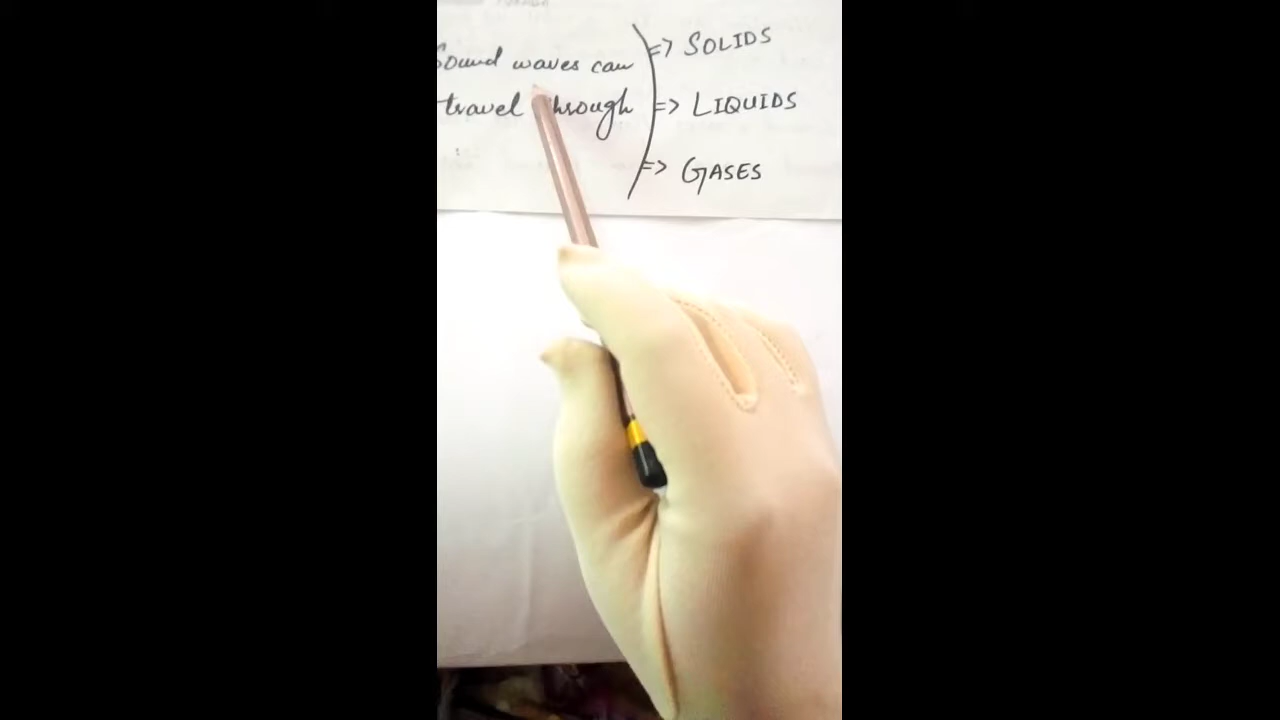 Sound waves can
travel through
=> SOLIDS
=> LIQUIDS
=> GASES